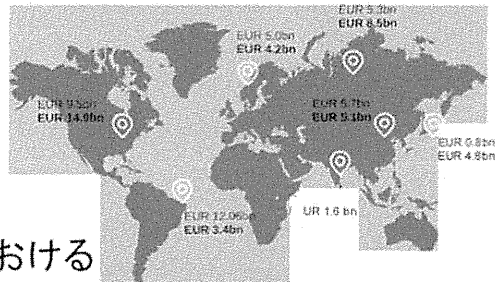 EUR 5.3bn
EUR 8.5bn
EUR 5.0bn
EUR 4.2bn
EUR 9.5bn
EUR 14.9bn
EUR 5.7bn
EUR 5.1bn
EUR 0.8bn
EUR 4.8bn
UR 1.6 bn
EUR 12.06bn
EUR 3.4bn
おける